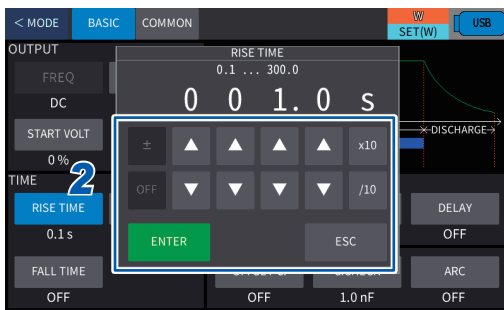 < MODE BASIC COMMON W SET(W) USB
OUTPUT
RISE TIME
0.1 ... 300.0
0 0 1. 0 s
FREQ
DC
START VOLT
0 %
± x10
OFF /10
ENTER ESC
DISCHARGE
TIME
2
RISE TIME
0.1 s
DELAY
OFF
FALL TIME
OFF
OFF
1.0 nF
ARC
OFF